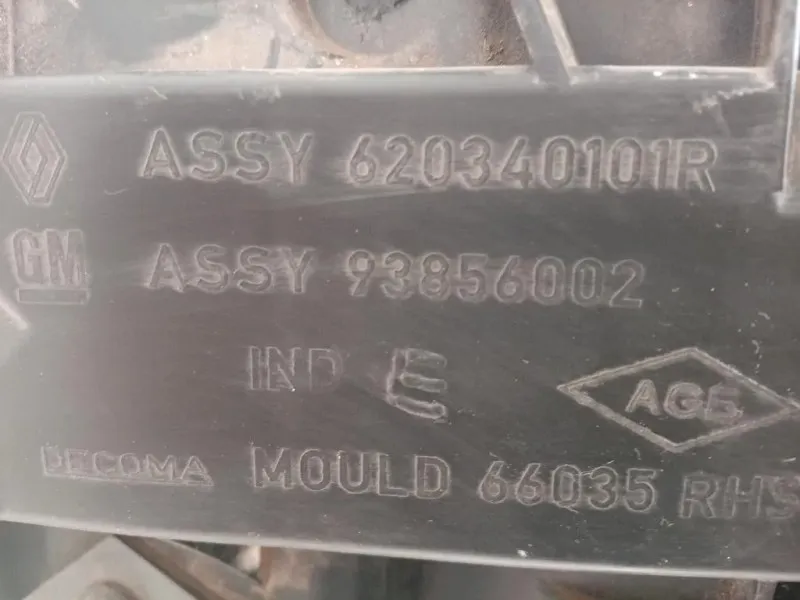 ASSY 620340101R
GM ASSY 93856002
IND E
AGE
DECOMA MOULD 66035 RHS